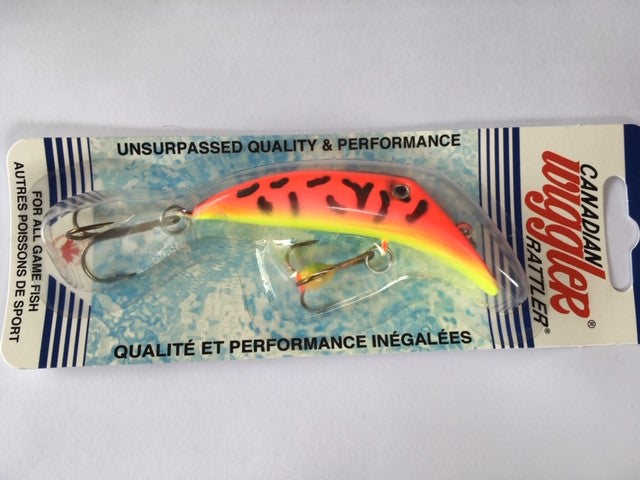 UNSURPASSED QUALITY & PERFORMANCE
FOR ALL GAME FISH
AUTRES POISSONS DE SPORT
CANADIAN
Wiggler®
RATTLER®
QUALITÉ ET PERFORMANCE INÉGALÉES